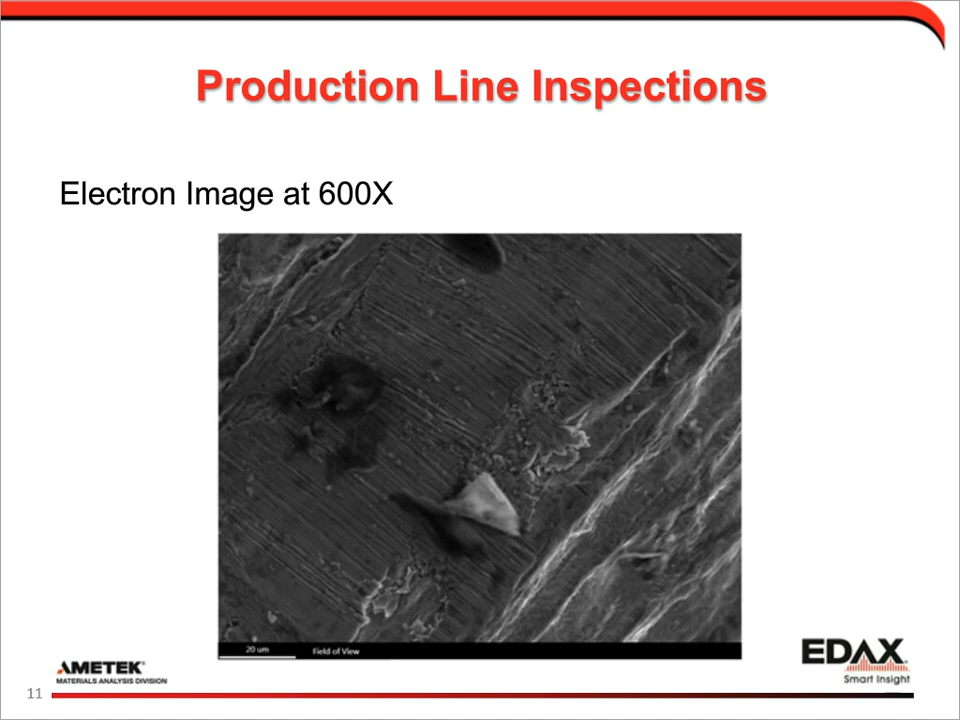 Production Line Inspections
Electron Image at 600X
20 um
Field of View
AMETEK®
MATERIALS ANALYSIS DIVISION
EDAX
Smart Insight
11